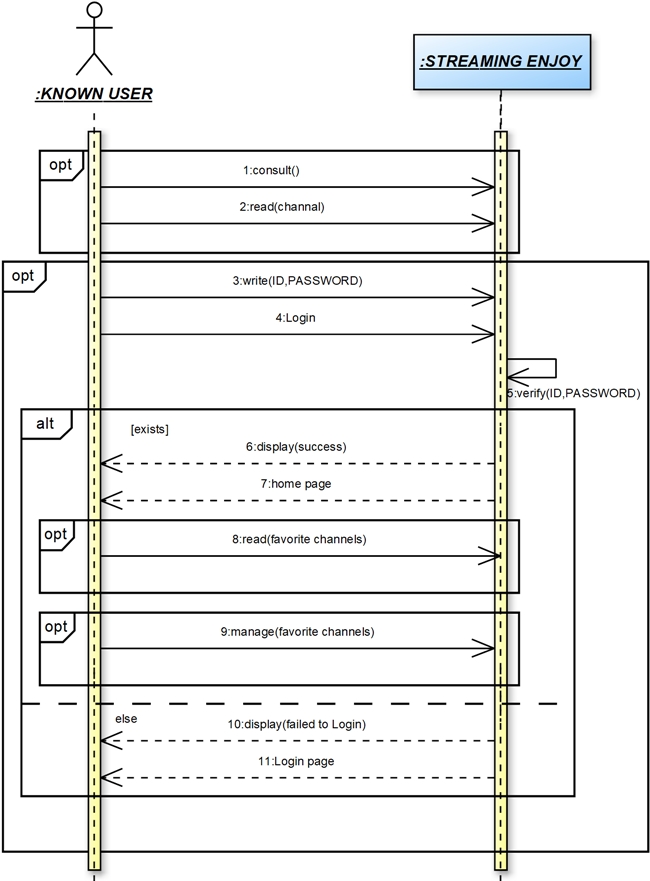 :KNOWN USER
:STREAMING ENJOY
opt
1:consult()
2:read(channal)
opt
3:write(ID,PASSWORD)
4:Login
5:verify(ID,PASSWORD)
alt
[exists]
6:display(success)
7:home page
opt
8:read(favorite channels)
opt
9:manage(favorite channels)
else
10:display(failed to Login)
11:Login page